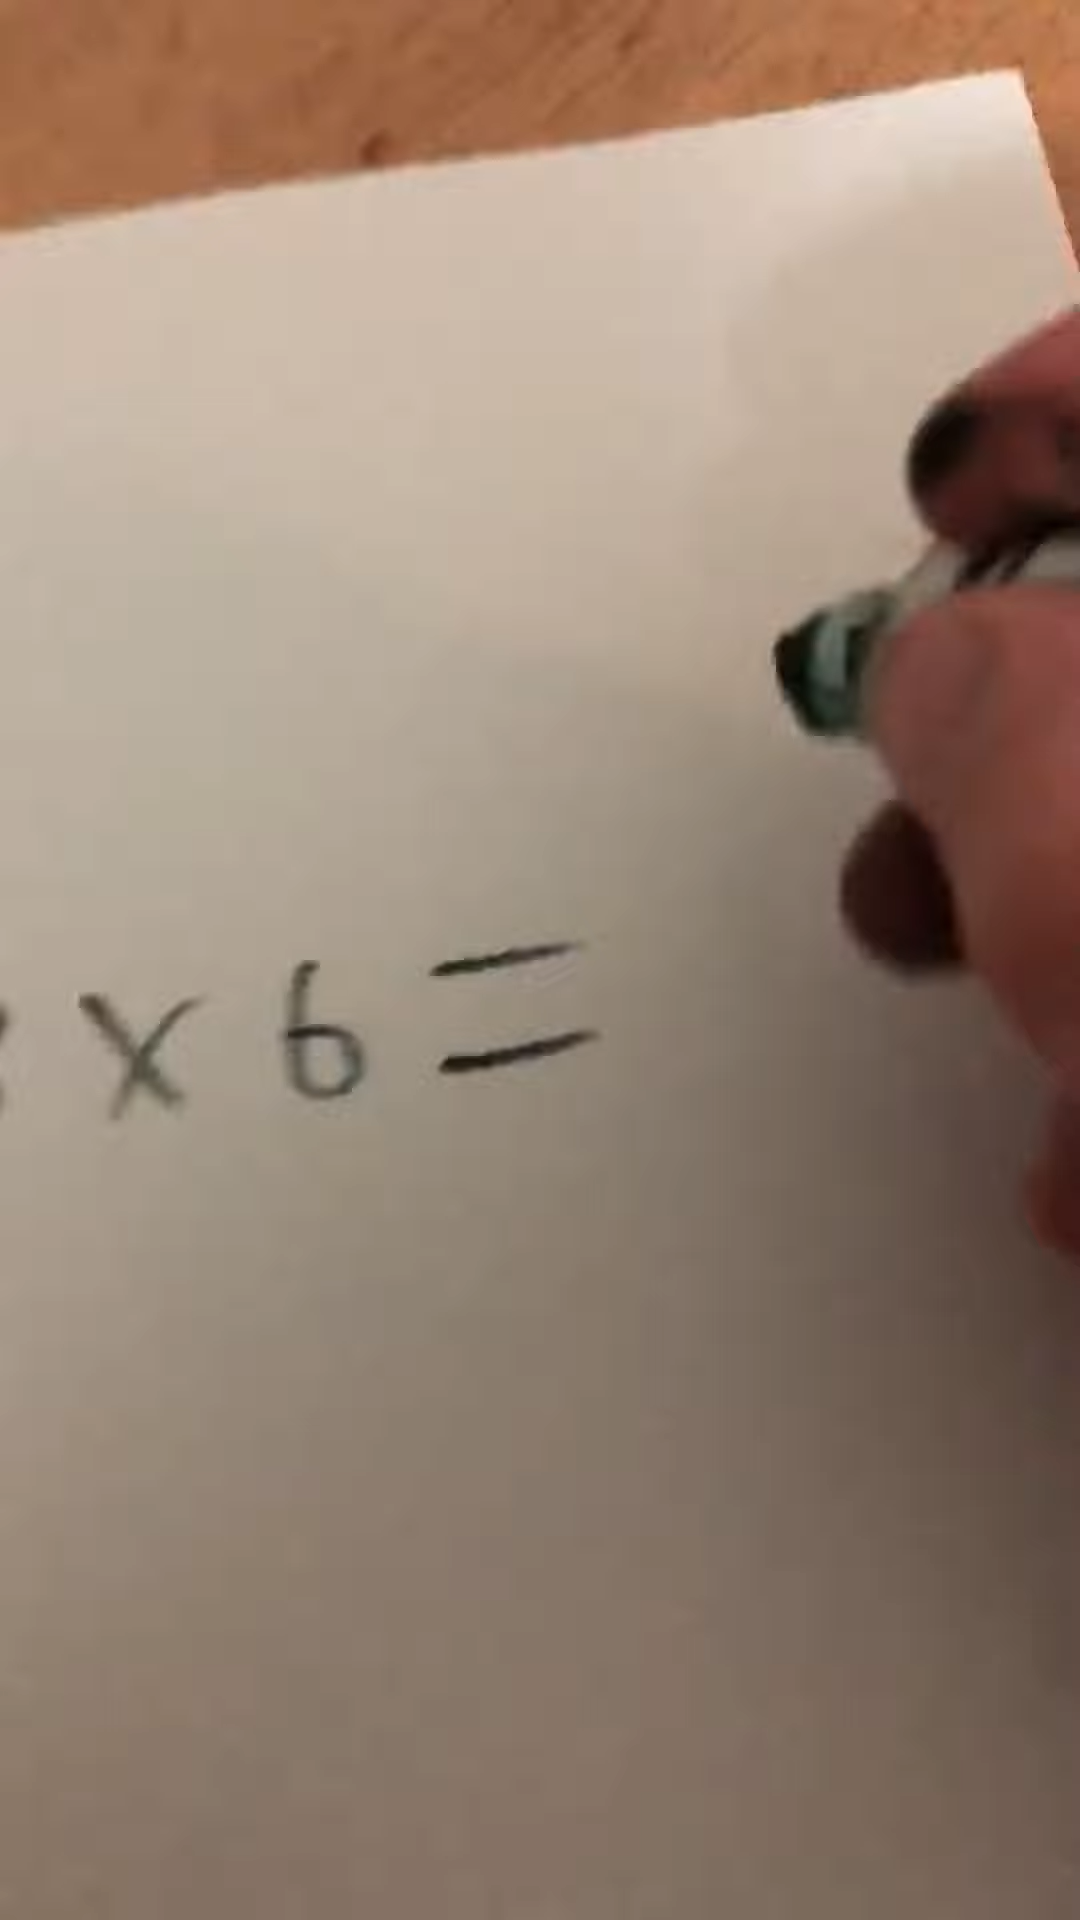 x 6 =